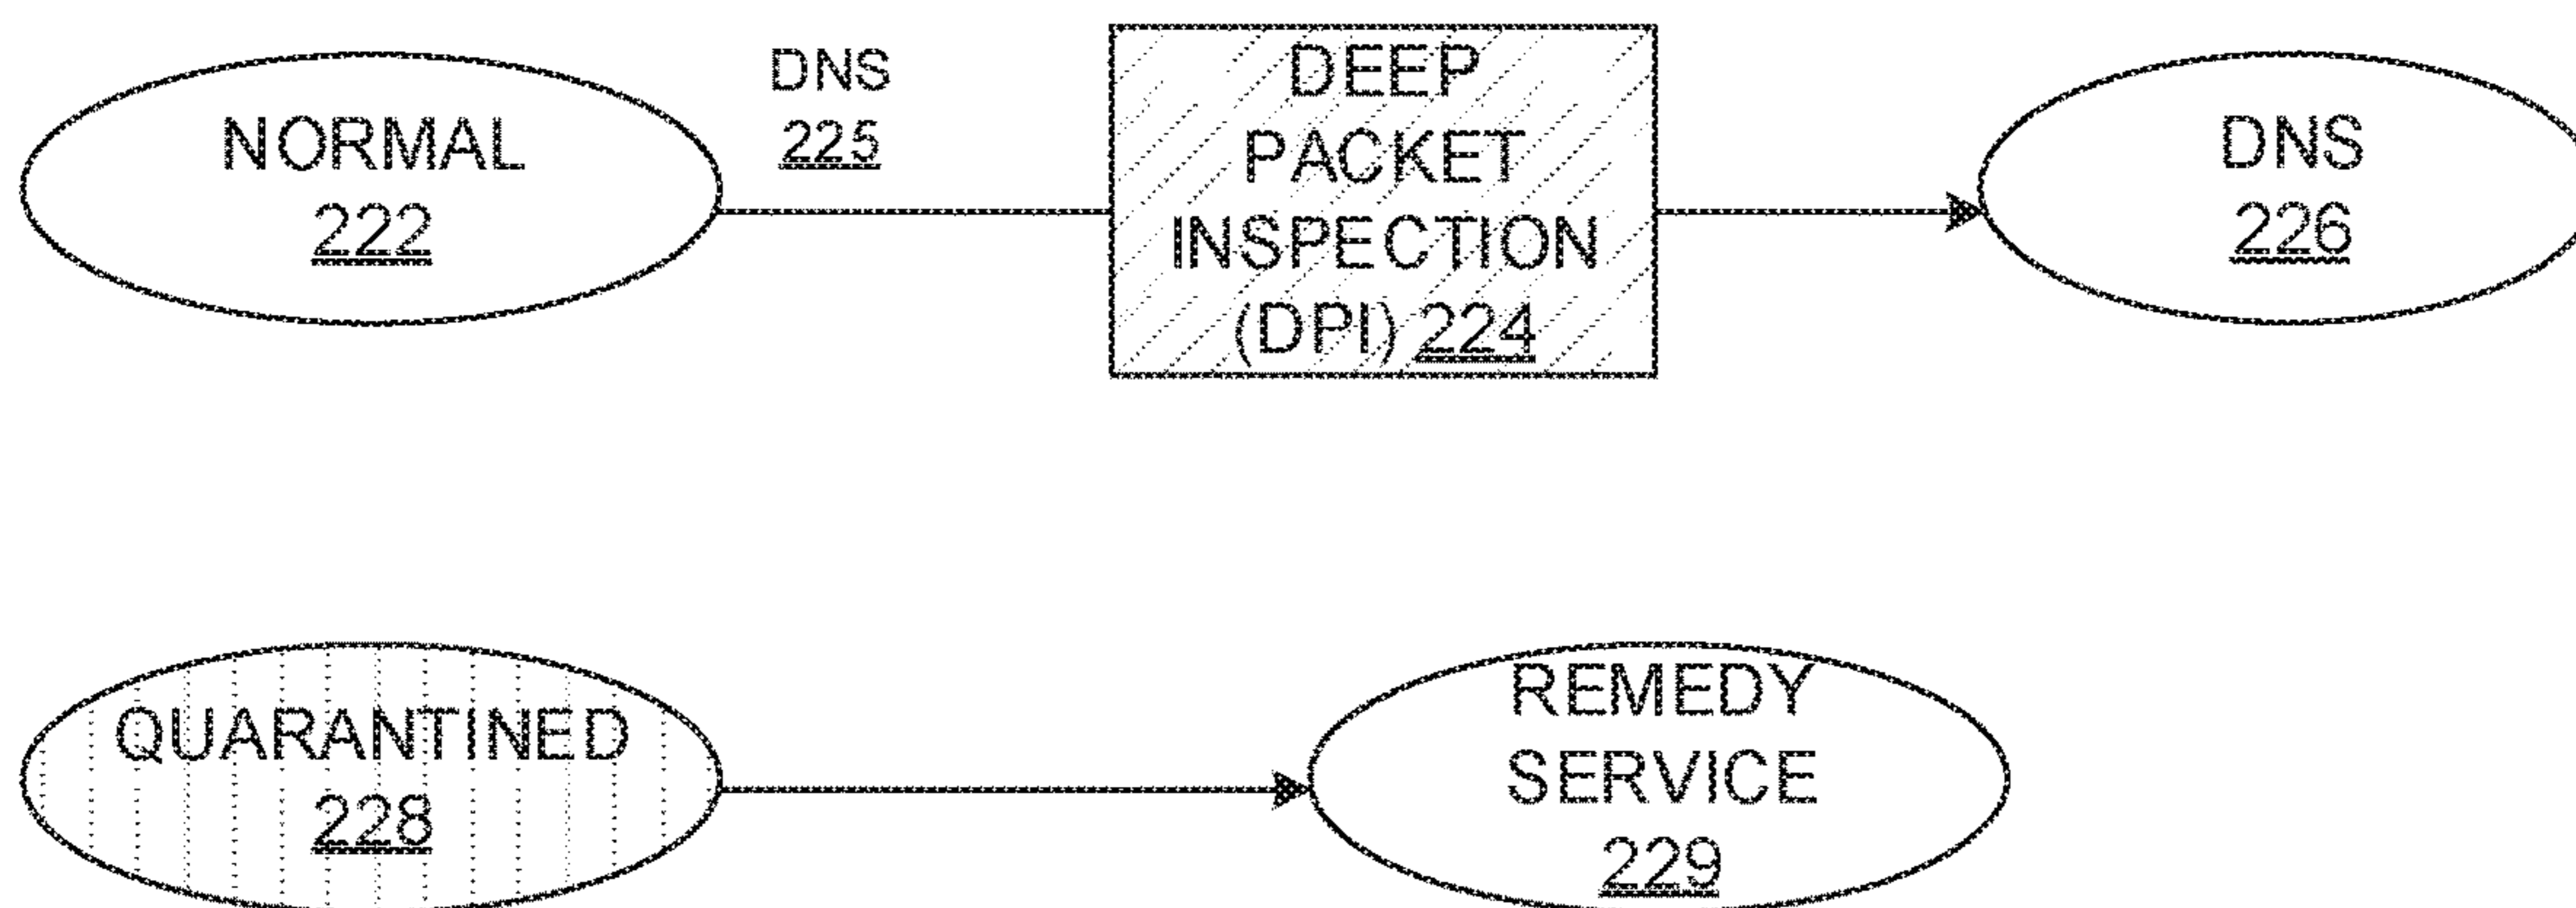 NORMAL
222
DNS
225
DEEP
PACKET
INSPECTION
(DPI) 224
DNS
226
QUARANTINED
228
REMEDY
SERVICE
229